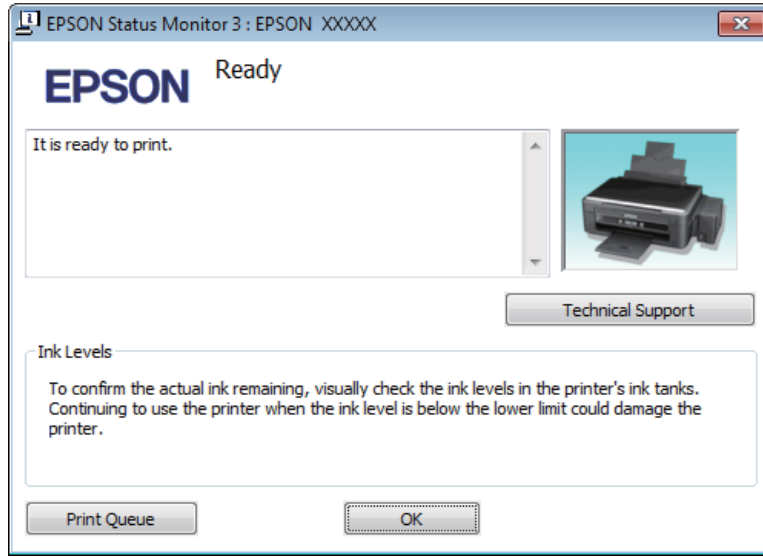 EPSON Status Monitor 3 : EPSON XXXXX
EPSON
Ready
It is ready to print.
Technical Support
Ink Levels
To confirm the actual ink remaining, visually check the ink levels in the printer's ink tanks.
Continuing to use the printer when the ink level is below the lower limit could damage the
printer.
Print Queue
OK